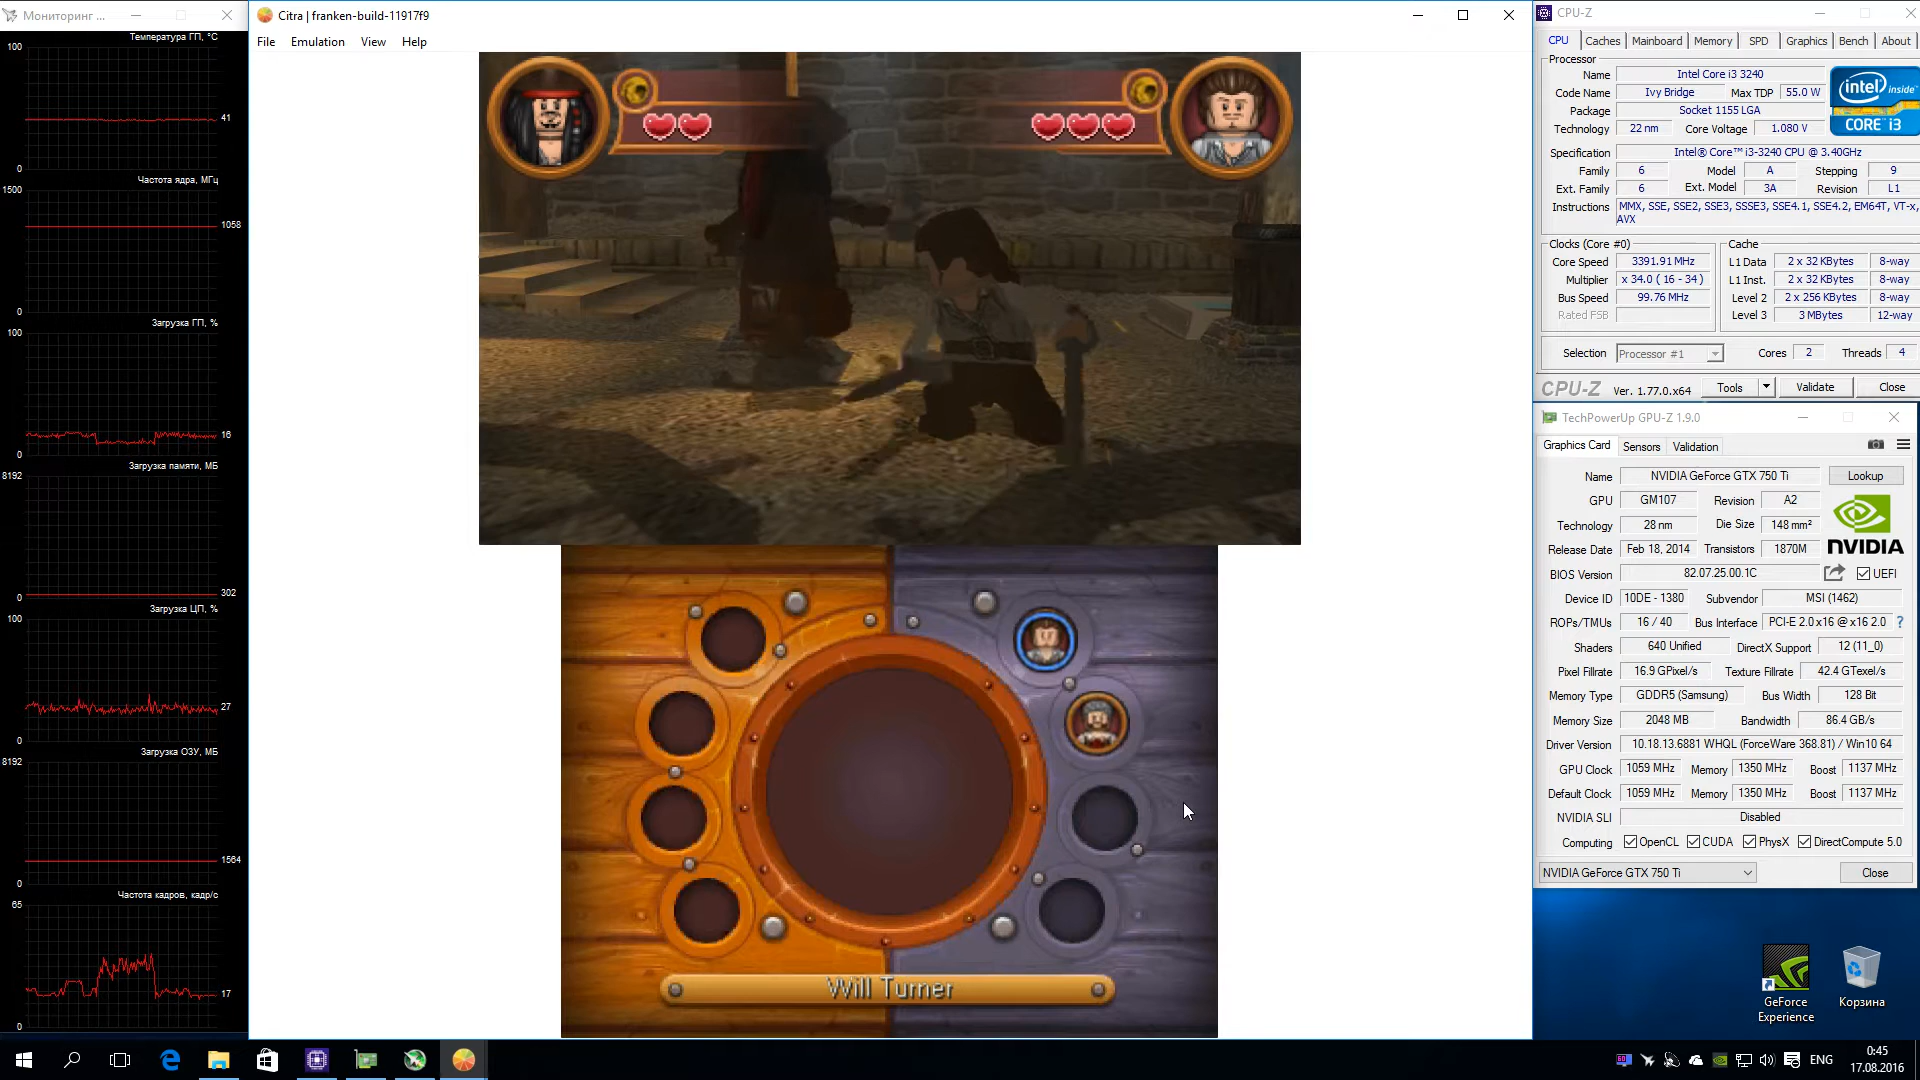 Мониторинг ...
Температура ГП, °C
100
41
0
Частота ядра, МГц
1500
1058
0
Загрузка ГП, %
100
16
0
Загрузка памяти, МБ
8192
302
0
Загрузка ЦП, %
100
27
0
Загрузка ОЗУ, МБ
8192
1564
0
Частота кадров, кадр/с
65
17
0
Citra | franken-build-11917f9
File Emulation View Help
Will Turner
CPU-Z
CPU Caches Mainboard Memory SPD Graphics Bench About
Processor
Name Intel Core i3 3240
Code Name Ivy Bridge Max TDP 55.0 W
Package Socket 1155 LGA
Technology 22 nm Core Voltage 1.080 V
intel inside™
CORE i3
Specification Intel® Core™ i3-3240 CPU @ 3.40GHz
Family 6 Model A Stepping 9
Ext. Family 6 Ext. Model 3A Revision L1
Instructions MMX, SSE, SSE2, SSE3, SSSE3, SSE4.1, SSE4.2, EM64T, VT-x,
AVX
Clocks (Core #0) Cache
Core Speed 3391.91 MHz L1 Data 2 x 32 KBytes 8-way
Multiplier x 34.0 ( 16 - 34 ) L1 Inst. 2 x 32 KBytes 8-way
Bus Speed 99.76 MHz Level 2 2 x 256 KBytes 8-way
Rated FSB Level 3 3 MBytes 12-way
Selection Processor #1 Cores 2 Threads 4
CPU-Z Ver. 1.77.0.x64 Tools Validate Close
TechPowerUp GPU-Z 1.9.0
Graphics Card Sensors Validation
Name NVIDIA GeForce GTX 750 Ti Lookup
GPU GM107 Revision A2
Technology 28 nm Die Size 148 mm²
Release Date Feb 18, 2014 Transistors 1870M
NVIDIA
BIOS Version 82.07.25.00.1C UEFI
Device ID 10DE - 1380 Subvendor MSI (1462)
ROPs/TMUs 16 / 40 Bus Interface PCI-E 2.0 x16 @ x16 2.0 ?
Shaders 640 Unified DirectX Support 12 (11_0)
Pixel Fillrate 16.9 GPixel/s Texture Fillrate 42.4 GTexel/s
Memory Type GDDR5 (Samsung) Bus Width 128 Bit
Memory Size 2048 MB Bandwidth 86.4 GB/s
Driver Version 10.18.13.6881 WHQL (ForceWare 368.81) / Win10 64
GPU Clock 1059 MHz Memory 1350 MHz Boost 1137 MHz
Default Clock 1059 MHz Memory 1350 MHz Boost 1137 MHz
NVIDIA SLI Disabled
Computing OpenCL CUDA PhysX DirectCompute 5.0
NVIDIA GeForce GTX 750 Ti Close
GeForce
Experience
Корзина
ENG
0:45
17.08.2016